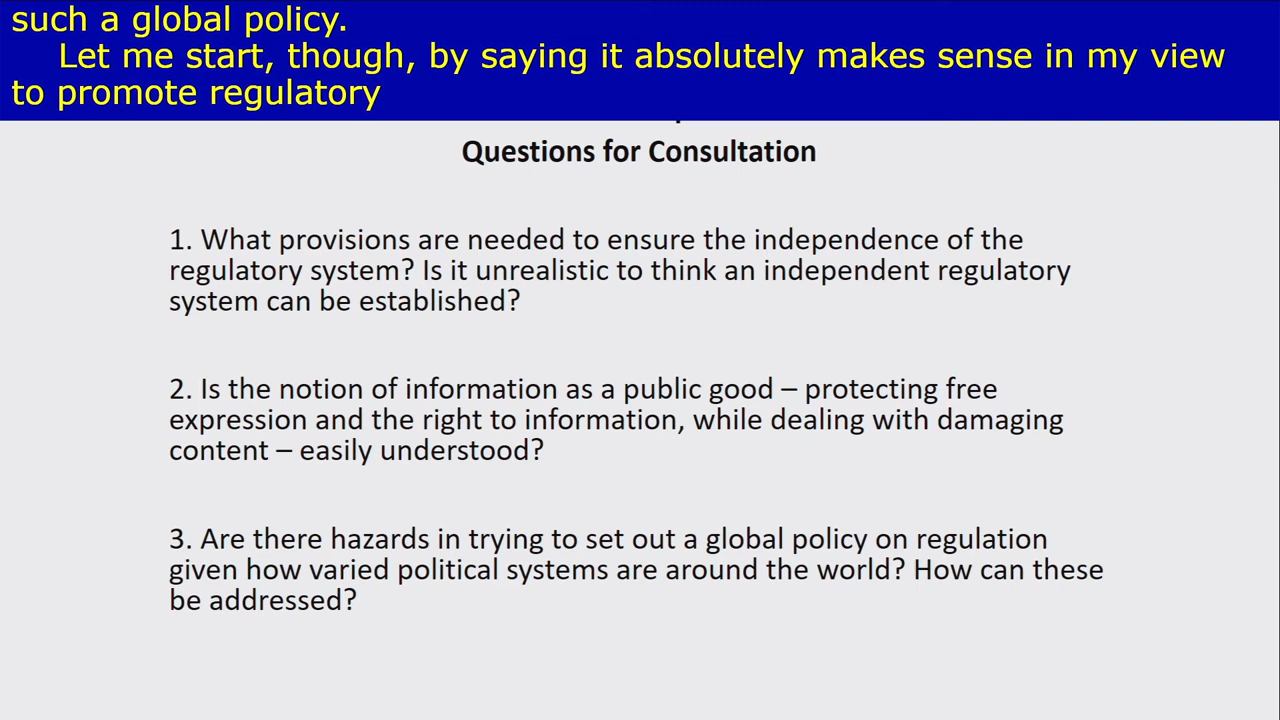 such a global policy.
Let me start, though, by saying it absolutely makes sense in my view
to promote regulatory
Questions for Consultation
1. What provisions are needed to ensure the independence of the
regulatory system? Is it unrealistic to think an independent regulatory
system can be established?
2. Is the notion of information as a public good – protecting free
expression and the right to information, while dealing with damaging
content – easily understood?
3. Are there hazards in trying to set out a global policy on regulation
given how varied political systems are around the world? How can these
be addressed?